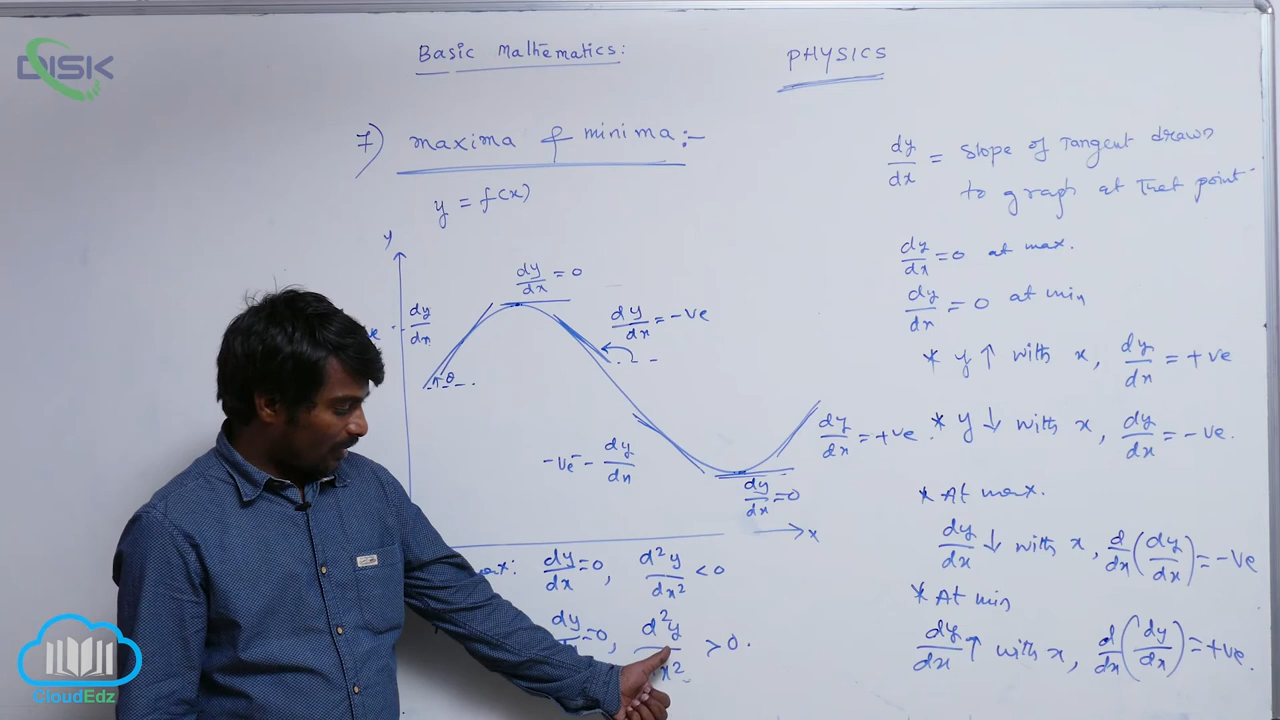 DISK
Basic Mathematics:
PHYSICS
7) maxima & minima:-
y = f(x)
y
dy/dx
θ
dy/dx = 0
dy/dx = -ve
-ve - dy/dx
dy/dx = 0
dy/dx = +ve.
x
max: dy/dx = 0, d²y/dx² < 0
dy/dx = 0, d²y/dx² > 0.
dy/dx = Slope of Tangent drawn
to graph at That point
dy/dx = 0 at max.
dy/dx = 0 at min
* y ↑ with x, dy/dx = +ve
* y ↓ with x, dy/dx = -ve.
* At max.
dy/dx ↓ with x, d/dx (dy/dx) = -ve
* At min
dy/dx ↑ with x, d/dx (dy/dx) = +ve.
CloudEdz